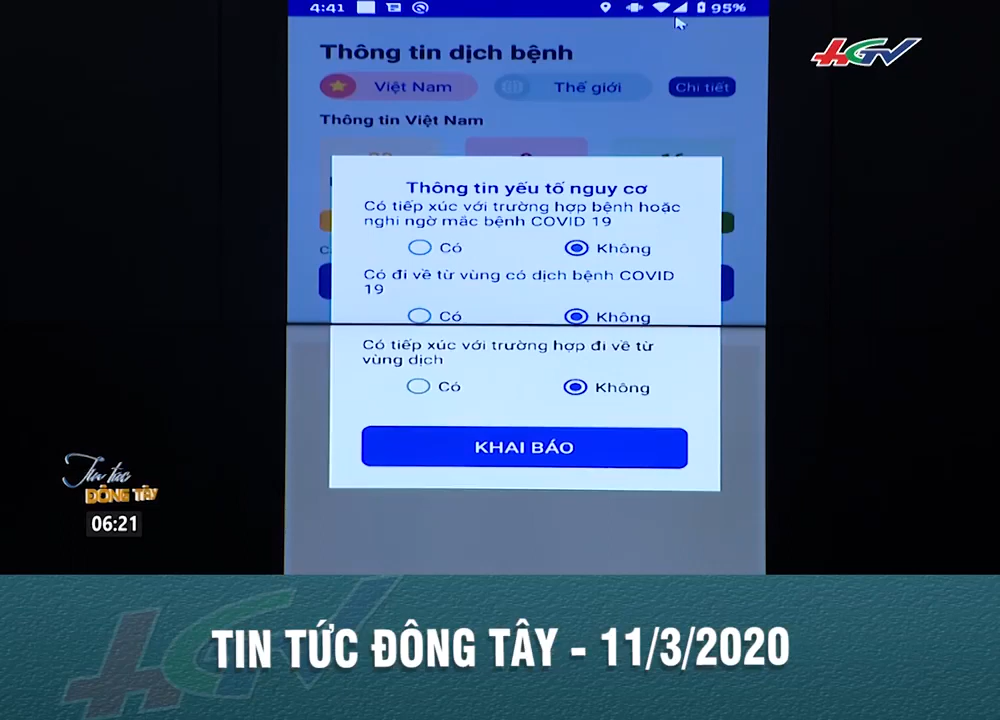 4:41
95%
HGV
Thông tin dịch bệnh
Việt Nam
Thế giới
Chi tiết
Thông tin Việt Nam
Thông tin yếu tố nguy cơ
Có tiếp xúc với trường hợp bệnh hoặc
nghi ngờ mắc bệnh COVID 19
Có
Không
Có đi về từ vùng có dịch bệnh COVID
19
Có
Không
Có tiếp xúc với trường hợp đi về từ
vùng dịch
Có
Không
KHAI BÁO
Tin tức
ĐÔNG TÂY
06:21
TIN TỨC ĐÔNG TÂY - 11/3/2020